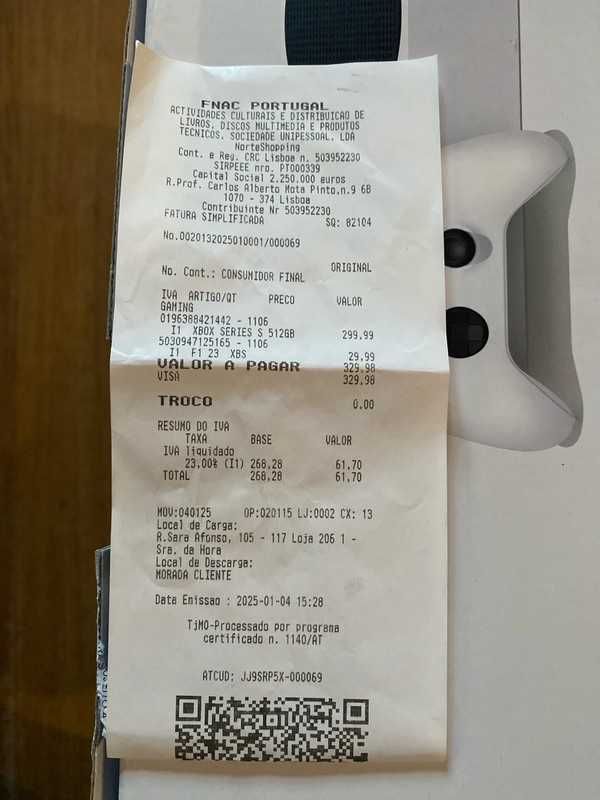 FNAC PORTUGAL
ACTIVIDADES CULTURAIS E DISTRIBUICAO DE
LIVROS, DISCOS MULTIMEDIA E PRODUTOS
TECNICOS, SOCIEDADE UNIPESSOAL, LDA
NorteShopping
Cont. e Reg. CRC Lisboa n. 503952230
SIRPEEE nro. PT000339
Capital Social 2.250.000 euros
R.Prof. Carlos Alberto Mota Pinto,n.9 6B
1070 - 374 Lisboa
Contribuinte Nr 503952230
FATURA SIMPLIFICADA SQ: 82104
No.0020132025010001/000069
ORIGINAL
No. Cont.: CONSUMIDOR FINAL
IVA ARTIGO/QT PRECO VALOR
GAMING
0196388421442 - 1106
I1 XBOX SERIES S 512GB 299.99
5030947125165 - 1106
I1 F1 23 XBS 29.99
VALOR A PAGAR 329.98
VISA 329.98
TROCO 0.00
RESUMO DO IVA
TAXA BASE VALOR
IVA liquidado
23,00% (I1) 268,28 61,70
TOTAL 268,28 61,70
MOV:040125 OP:020115 LJ:0002 CX: 13
Local de Carga:
R.Sara Afonso, 105 - 117 Loja 206 1 -
Sra. da Hora
Local de Descarga:
MORADA CLIENTE
Data Emissao : 2025-01-04 15:28
TjMO-Processado por programa
certificado n. 1140/AT
ATCUD: JJ9SRP5X-000069